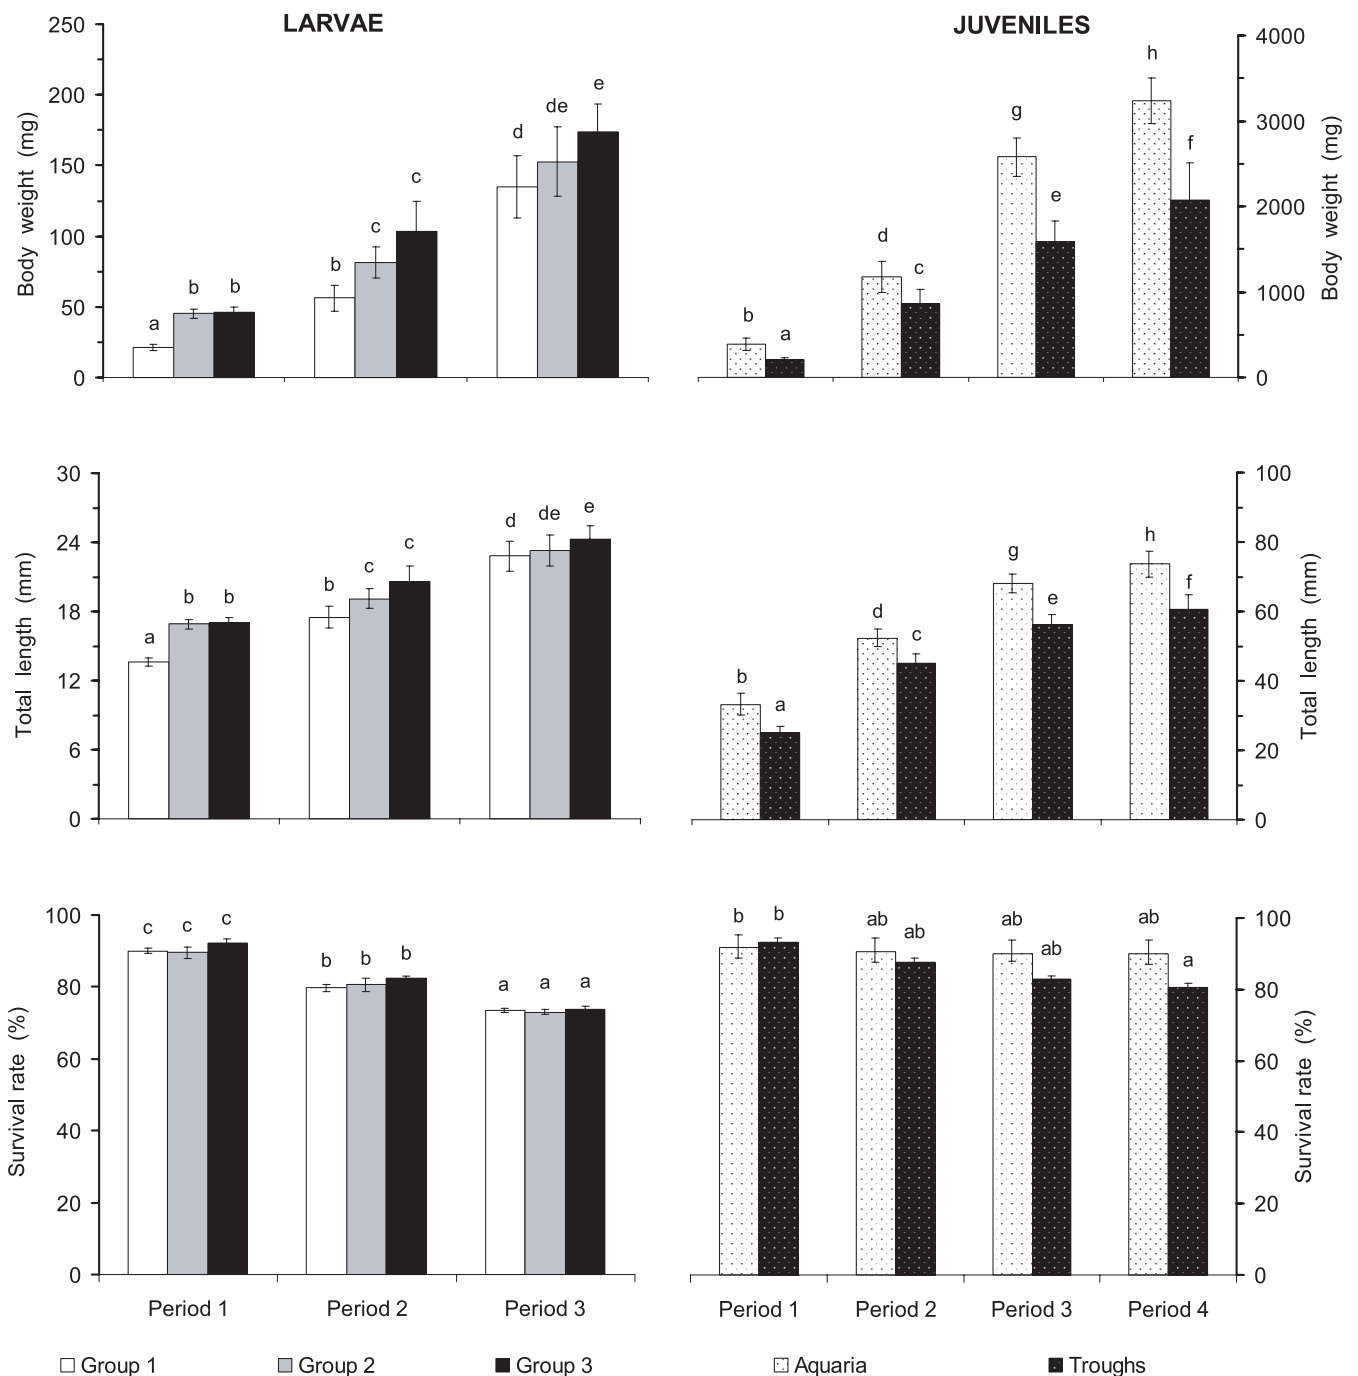 LARVAE
JUVENILES
Body weight (mg)
250
200
150
100
50
0
a
b
b
b
c
c
d
de
e
b
a
d
c
g
e
h
f
4000
3000
2000
1000
0
Body weight (mg)
Total length (mm)
30
24
18
12
6
0
a
b
b
b
c
c
d
de
e
b
a
d
c
g
e
h
f
100
80
60
40
20
0
Total length (mm)
Survival rate (%)
100
80
60
40
20
0
c
c
c
b
b
b
a
a
a
b
b
ab
ab
ab
ab
ab
a
100
80
60
40
20
0
Survival rate (%)
Period 1
Period 2
Period 3
Period 1
Period 2
Period 3
Period 4
Group 1
Group 2
Group 3
Aquaria
Troughs